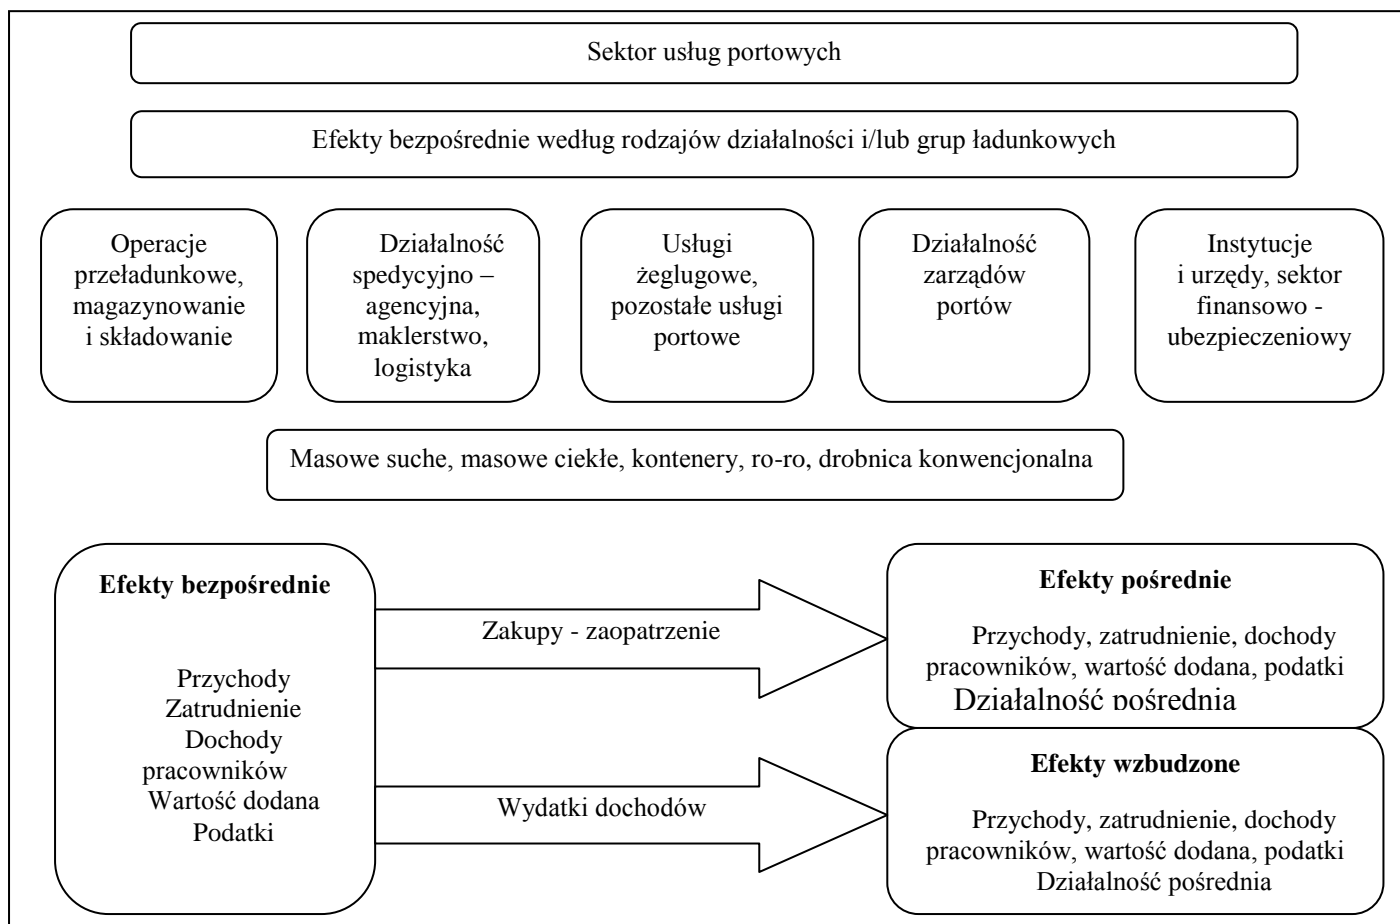 Sektor usług portowych
Efekty bezpośrednie według rodzajów działalności i/lub grup ładunkowych
Operacje
przeładunkowe,
magazynowanie
i składowanie
Działalność
spedycyjno –
agencyjna,
maklerstwo,
logistyka
Usługi
żeglugowe,
pozostałe usługi
portowe
Działalność
zarządów
portów
Instytucje
i urzędy, sektor
finansowo -
ubezpieczeniowy
Masowe suche, masowe ciekłe, kontenery, ro-ro, drobnica konwencjonalna
Efekty bezpośrednie
Przychody
Zatrudnienie
Dochody
pracowników
Wartość dodana
Podatki
Zakupy - zaopatrzenie
Wydatki dochodów
Efekty pośrednie
Przychody, zatrudnienie, dochody
pracowników, wartość dodana, podatki
Działalność pośrednia
Efekty wzbudzone
Przychody, zatrudnienie, dochody
pracowników, wartość dodana, podatki
Działalność pośrednia